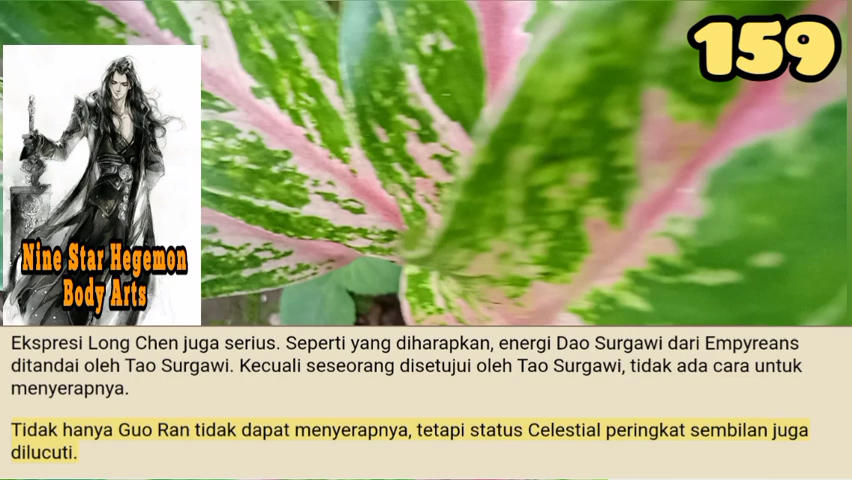 159
Nine Star Hegemon
Body Arts
Ekspresi Long Chen juga serius. Seperti yang diharapkan, energi Dao Surgawi dari Empyreans
ditandai oleh Tao Surgawi. Kecuali seseorang disetujui oleh Tao Surgawi, tidak ada cara untuk
menyerapnya.
Tidak hanya Guo Ran tidak dapat menyerapnya, tetapi status Celestial peringkat sembilan juga
dilucuti.